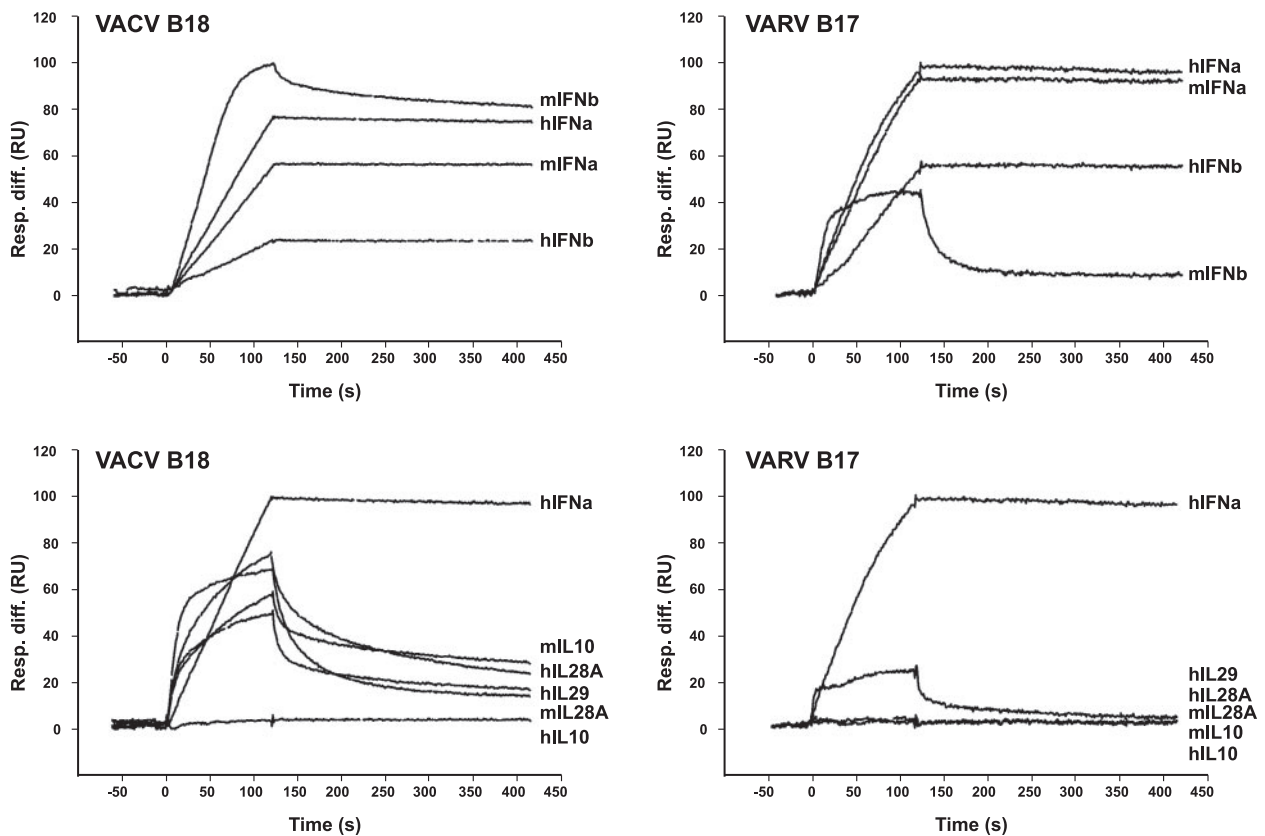 VACV B18
Resp. diff. (RU)
120
100
80
60
40
20
0
mIFNb
hIFNa
mIFNa
hIFNb
-50 0 50 100 150 200 250 300 350 400 450
Time (s)
VARV B17
Resp. diff. (RU)
120
100
80
60
40
20
0
hIFNa
mIFNa
hIFNb
mIFNb
-50 0 50 100 150 200 250 300 350 400 450
Time (s)
VACV B18
Resp. diff. (RU)
120
100
80
60
40
20
0
hIFNa
mIL10
hIL28A
hIL29
mIL28A
hIL10
-50 0 50 100 150 200 250 300 350 400 450
Time (s)
VARV B17
Resp. diff. (RU)
120
100
80
60
40
20
0
hIFNa
hIL29
hIL28A
mIL28A
mIL10
hIL10
-50 0 50 100 150 200 250 300 350 400 450
Time (s)